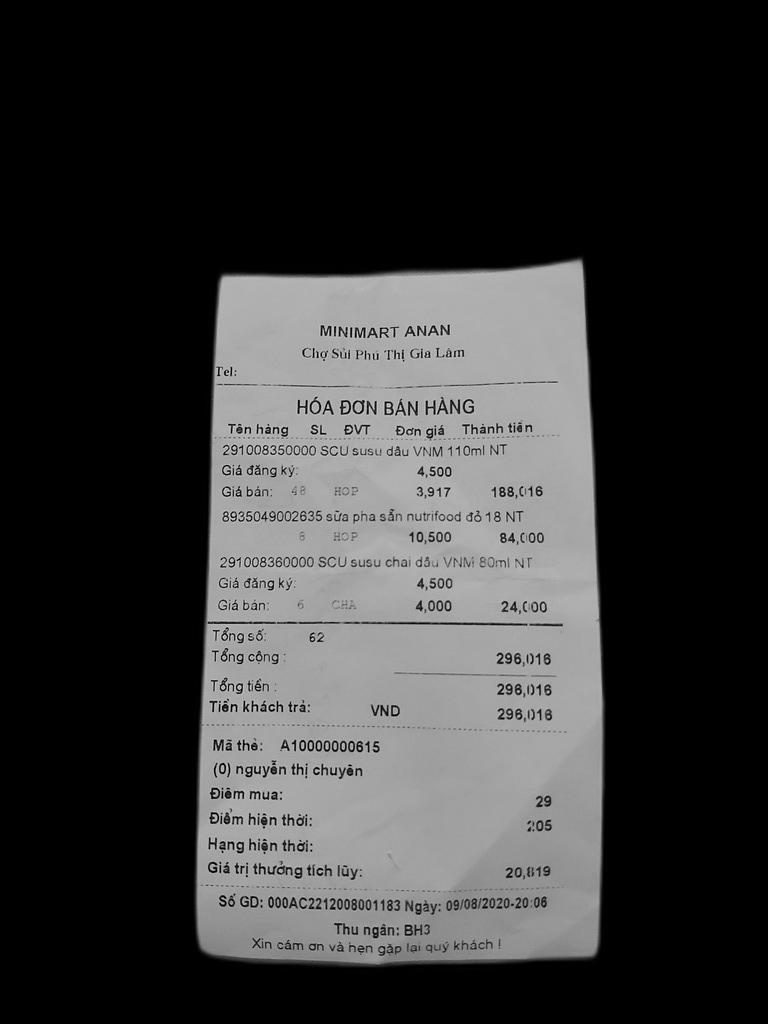 MINIMART ANAN
Chợ Sủi Phú Thị Gia Lâm
Tel:
HÓA ĐƠN BÁN HÀNG
Tên hàng SL ĐVT Đơn giá Thành tiền
291008350000 SCU susu dâu VNM 110ml NT
Giá đăng ký: 4,500
Giá bán: 48 HOP 3,917 188,016
8935049002635 sữa pha sẵn nutrifood đỏ 18 NT
8 HOP 10,500 84,000
291008360000 SCU susu chai dâu VNM 80ml NT
Giá đăng ký: 4,500
Giá bán: 6 CHA 4,000 24,000
Tổng số: 62
Tổng cộng : 296,016
Tổng tiền : 296,016
Tiền khách trả: VND 296,016
Mã thẻ: A10000000615
(0) nguyễn thị chuyên
Điểm mua: 29
Điểm hiện thời: 205
Hạng hiện thời:
Giá trị thưởng tích lũy: 20,819
Số GD: 000AC2212008001183 Ngày: 09/08/2020-20:06
Thu ngân: BH3
Xin cám ơn và hẹn gặp lại quý khách !